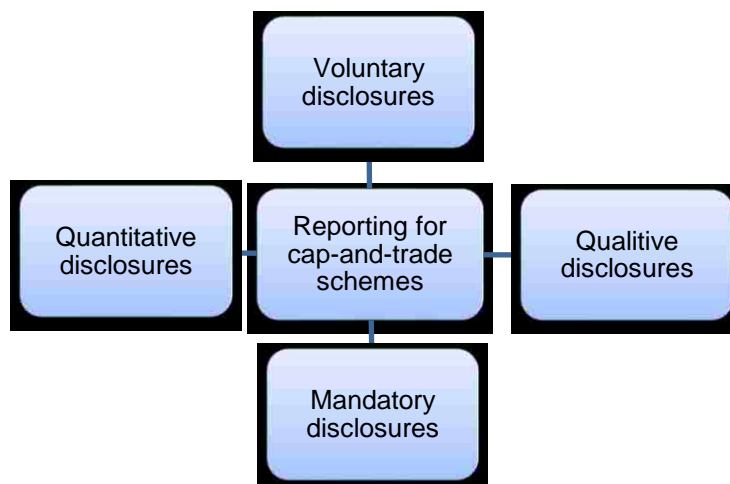 Voluntary
disclosures
Quantitative
disclosures
Reporting for
cap-and-trade
schemes
Qualitive
disclosures
Mandatory
disclosures